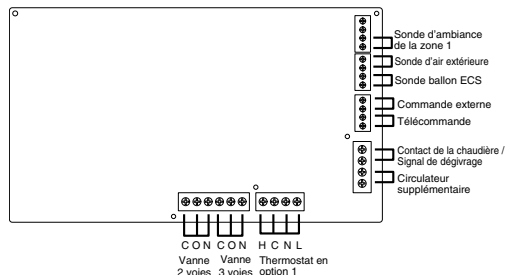 Sonde d'ambiance
de la zone 1
Sonde d'air extérieure
Sonde ballon ECS
Commande externe
Télécommande
Contact de la chaudière /
Signal de dégivrage
Circulateur
supplémentaire
C O N C O N H C N L
Vanne Vanne Thermostat en
2 voies 3 voies option 1